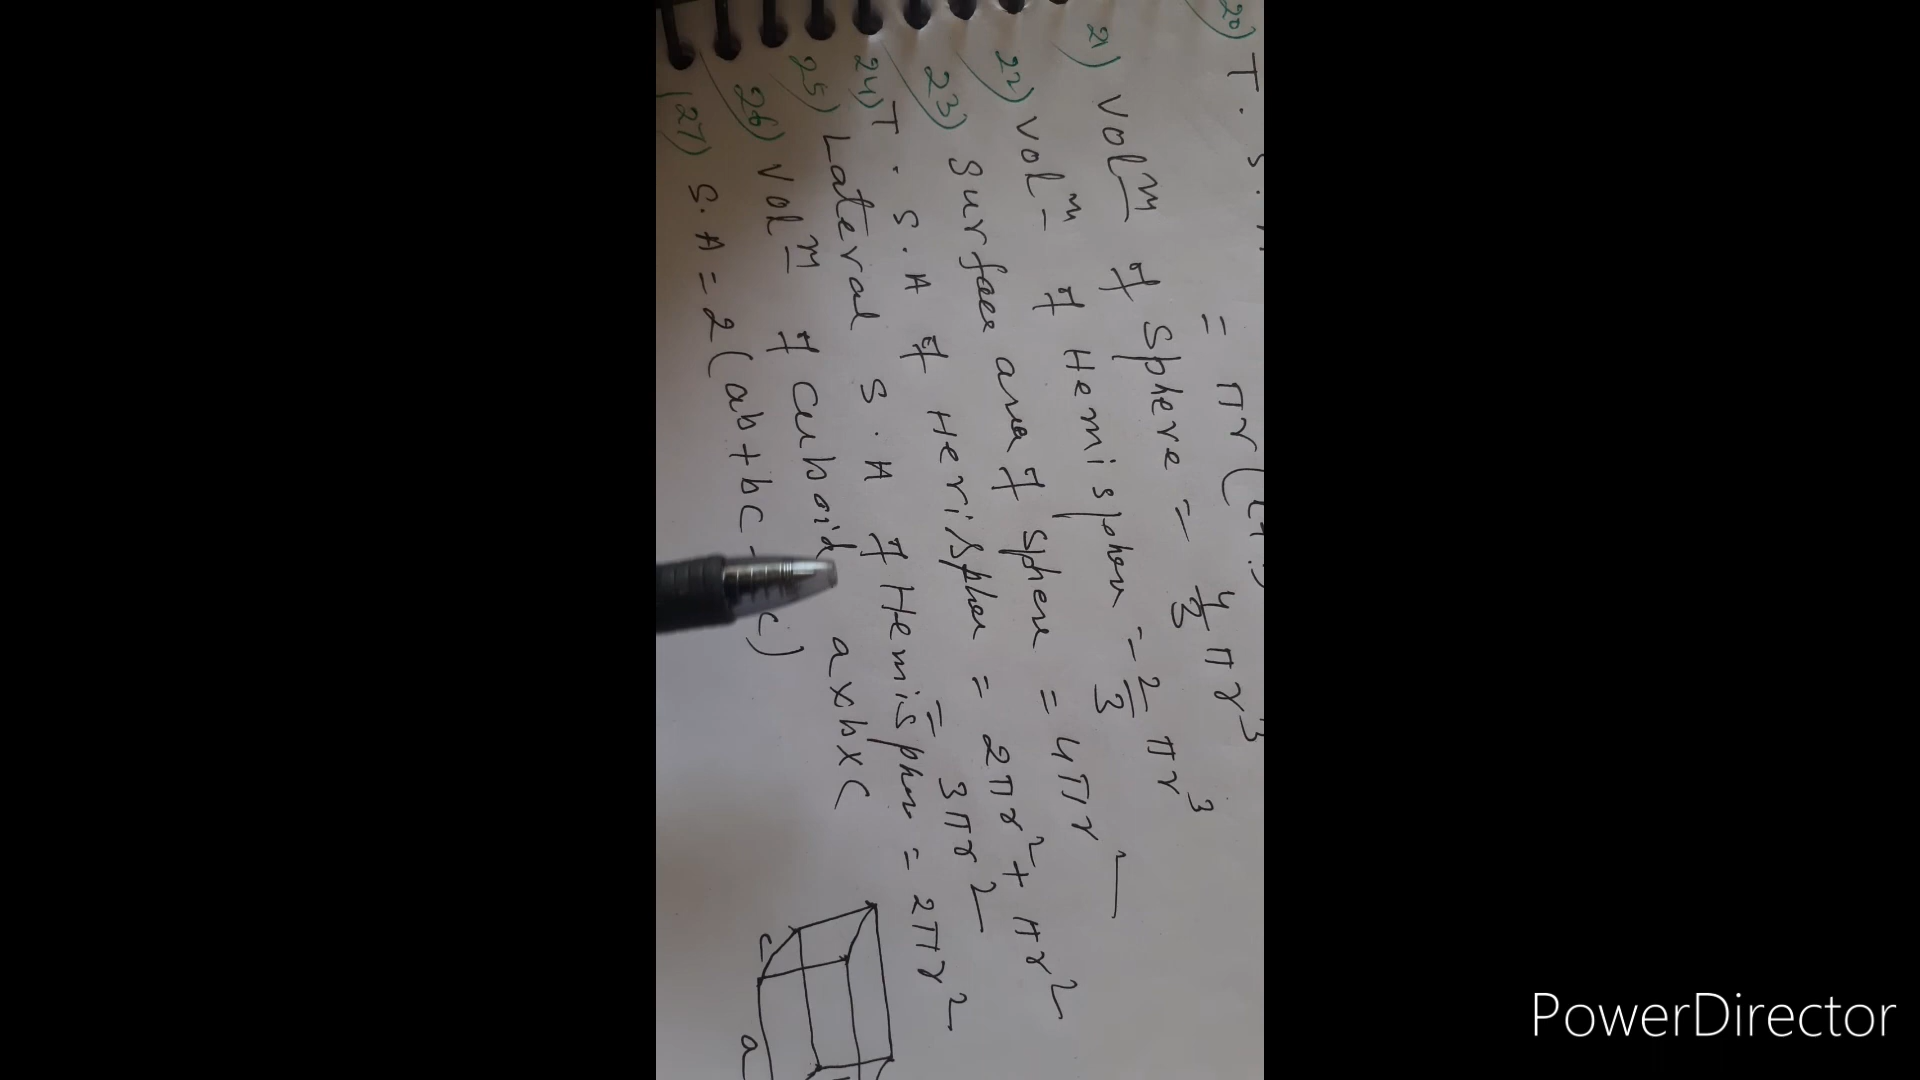 20) T. S.
= πr(
21) Volm of Sphere = 4/3 πr³
22) Volm of Hemisphere = 2/3 πr³
23) Surface area of sphere = 4πr²
24) T. S. A of Herisphere = 2πr² + πr²
= 3πr²
25) Lateral S. A of Hemisphere = 2πr²
26) Volm of cuboid a x b x c
27) S.A = 2(ab+bc c)
c
a
PowerDirector